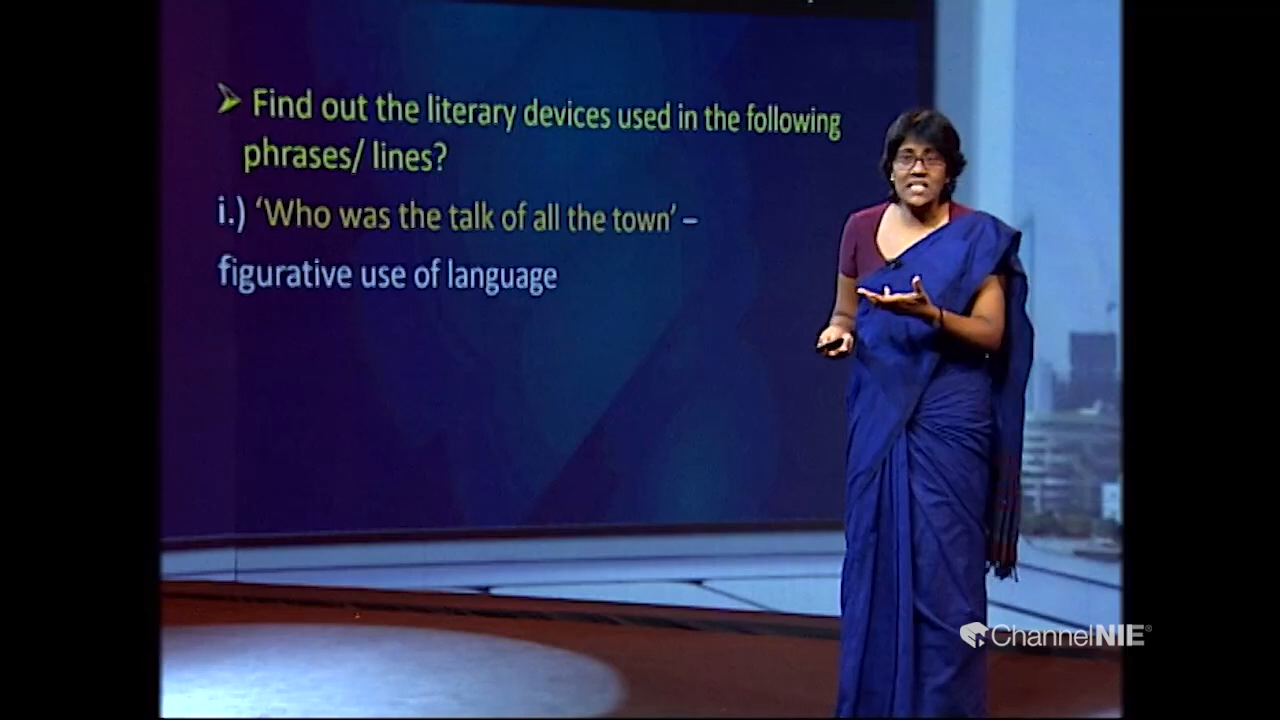 Find out the literary devices used in the following
phrases/ lines?
i.) ‘Who was the talk of all the town’ –
figurative use of language
ChannelNIE®